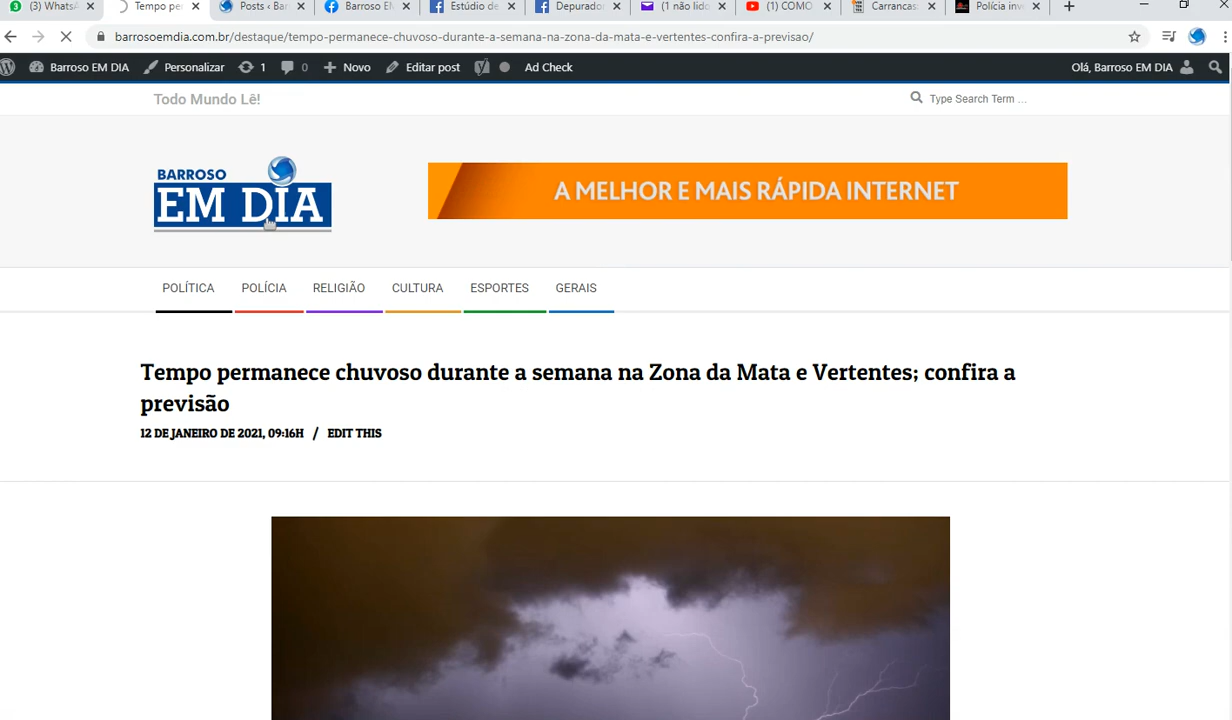 (3) WhatsA
Tempo pe
Posts ‹ Bar
Barroso EM
Estúdio de
Depurador
(1 não lido
(1) COMO
Carrancas
Polícia inv
barrosoemdia.com.br/destaque/tempo-permanece-chuvoso-durante-a-semana-na-zona-da-mata-e-vertentes-confira-a-previsao/
Barroso EM DIA
Personalizar
1
0
Novo
Editar post
Ad Check
Olá, Barroso EM DIA
Todo Mundo Lê!
Type Search Term ...
BARROSO
EM DIA
A MELHOR E MAIS RÁPIDA INTERNET
POLÍTICA
POLÍCIA
RELIGIÃO
CULTURA
ESPORTES
GERAIS
Tempo permanece chuvoso durante a semana na Zona da Mata e Vertentes; confira a
previsão
12 DE JANEIRO DE 2021, 09:16H / EDIT THIS